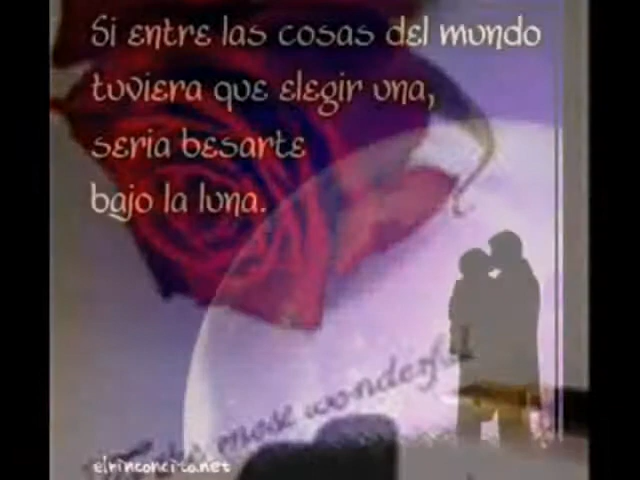 Si entre las cosas del mundo
tuviera que elegir una,
seria besarte
bajo la luna.
most wonderful
elrinconcito.net